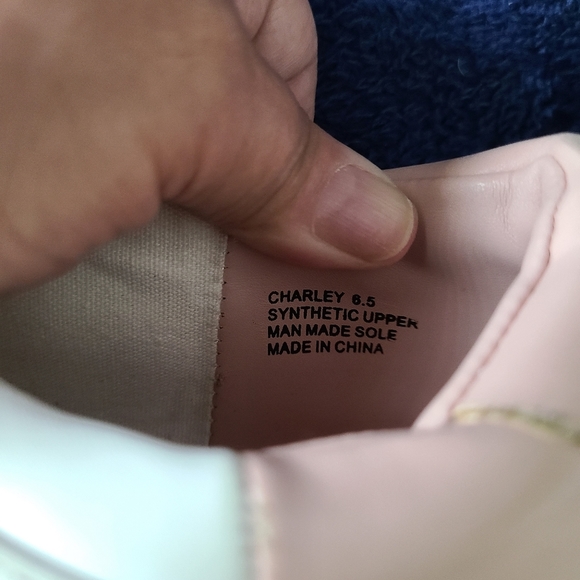 CHARLEY 6.5
SYNTHETIC UPPER
MAN MADE SOLE
MADE IN CHINA